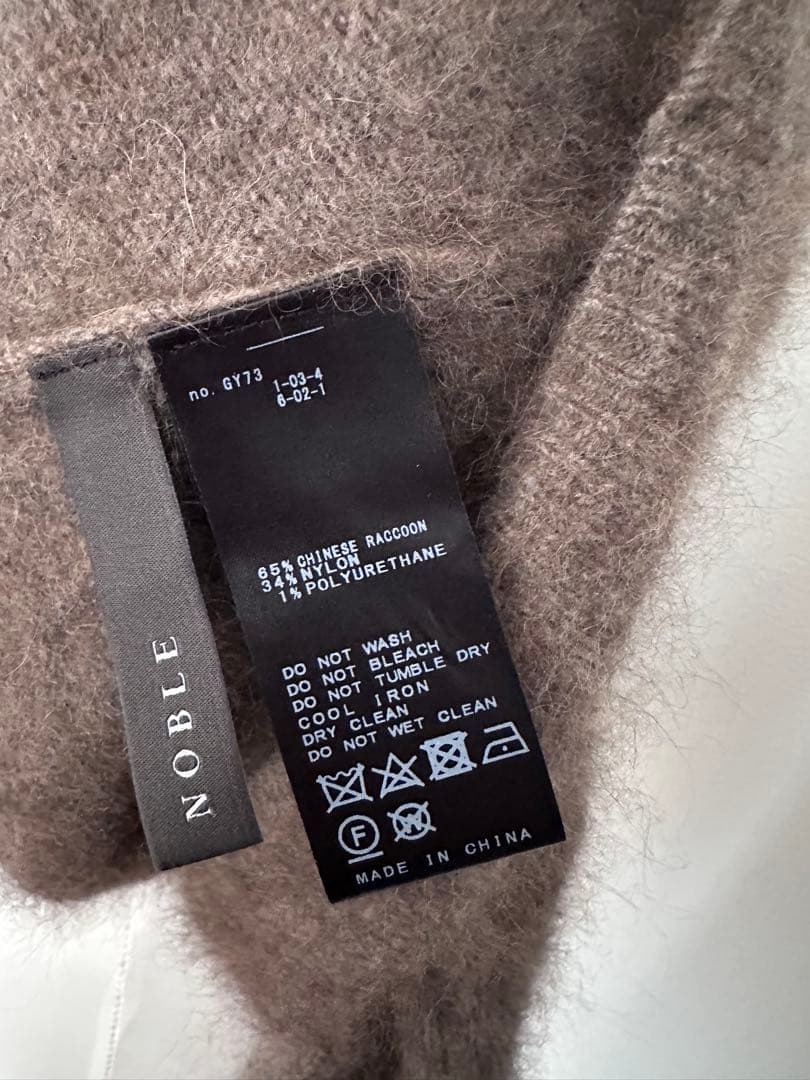 NOBLE
no. GY73
1-03-4
6-02-1
65% CHINESE RACCOON
34% NYLON
1% POLYURETHANE
DO NOT WASH
DO NOT BLEACH
DO NOT TUMBLE DRY
COOL IRON
DRY CLEAN
DO NOT WET CLEAN
F W
MADE IN CHINA